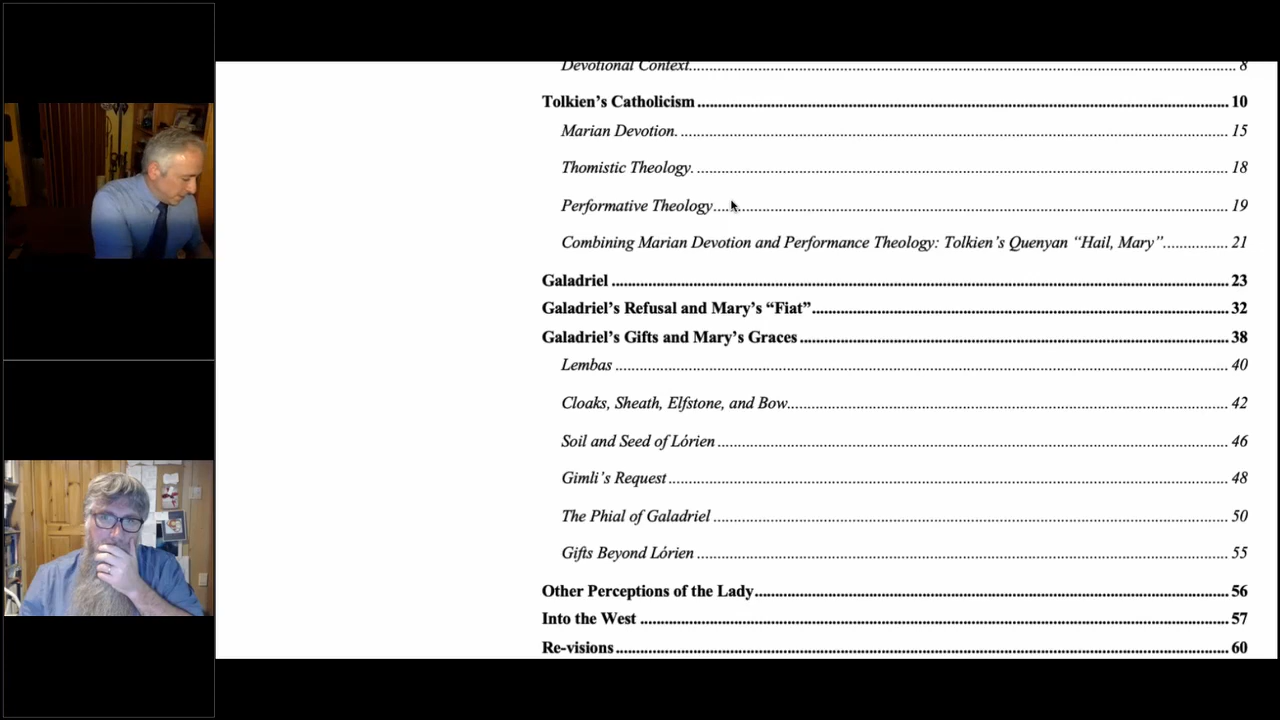 Devotional Context.......... 8
Tolkien's Catholicism.......... 10
Marian Devotion........... 15
Thomistic Theology........... 18
Performative Theology.......... 19
Combining Marian Devotion and Performance Theology: Tolkien's Quenyan “Hail, Mary”.......... 21
Galadriel.......... 23
Galadriel's Refusal and Mary's “Fiat”.......... 32
Galadriel's Gifts and Mary's Graces.......... 38
Lembas.......... 40
Cloaks, Sheath, Elfstone, and Bow.......... 42
Soil and Seed of Lórien.......... 46
Gimli's Request.......... 48
The Phial of Galadriel.......... 50
Gifts Beyond Lórien.......... 55
Other Perceptions of the Lady.......... 56
Into the West.......... 57
Re-visions.......... 60